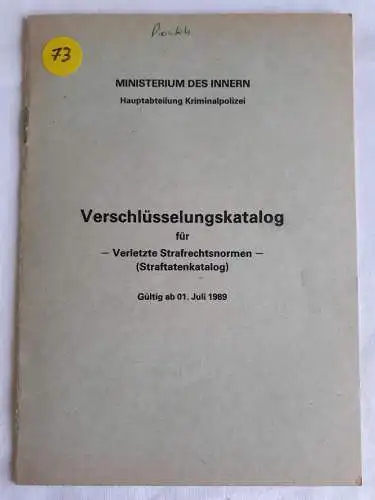 73
MINISTERIUM DES INNERN
Hauptabteilung Kriminalpolizei
Verschlüsselungskatalog
für
— Verletzte Strafrechtsnormen —
(Straftatenkatalog)
Gültig ab 01. Juli 1989